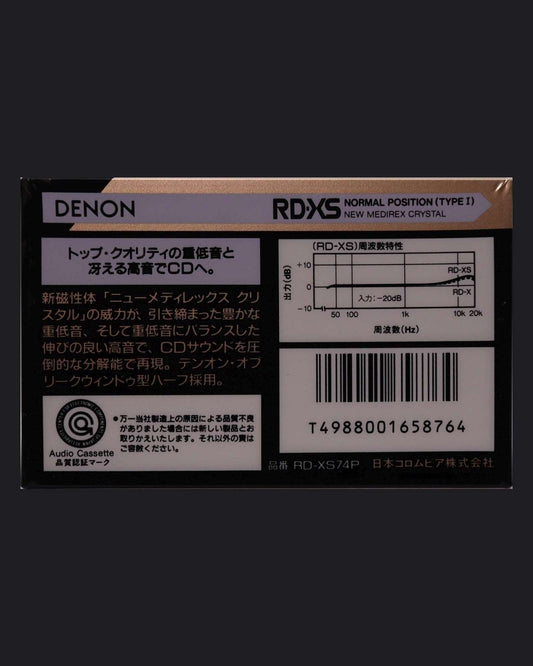 DENON
RD-XS NORMAL POSITION (TYPE I)
NEW MEDIREX CRYSTAL
トップ・クオリティの重低音と
冴える高音でCDへ。
新磁性体「ニューメディレックス クリ
スタル」の威力が、引き締まった豊かな
重低音、そして重低音にバランスした
伸びの良い高音で、CDサウンドを圧
倒的な分解能で再現。デンオン・オフ
リークウィンドゥ型ハーフ採用。
Audio Cassette
品質認証マーク
●万一当社製造上の原因による品質不良
がありました場合には新しい製品とお
取りかえいたします。それ以外の責は
ご容赦ください。
(RD-XS)周波数特性
出力(dB)
+10
0
-10
RD-XS
RD-X
入力:-20dB
50 100 1k 10k 20k
周波数(Hz)
T4988001658764
品番 RD-XS74P 日本コロムビア株式会社